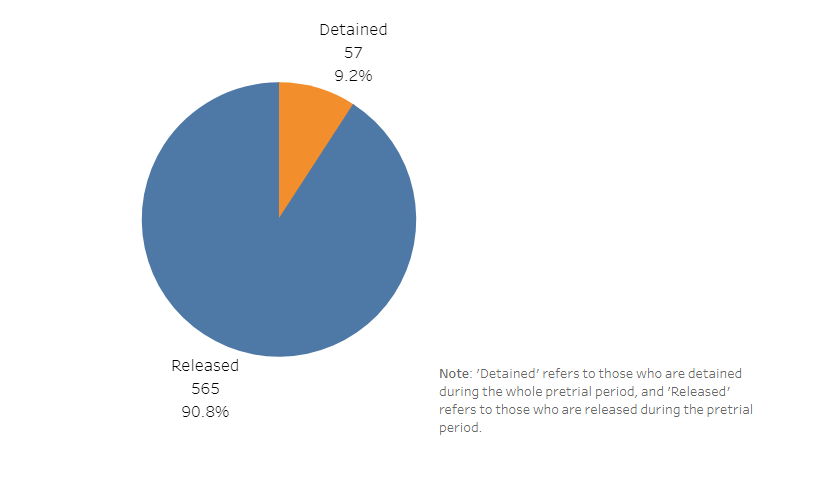 Detained
57
9.2%
Released
565
90.8%
Note: 'Detained' refers to those who are detained
during the whole pretrial period, and 'Released'
refers to those who are released during the pretrial
period.